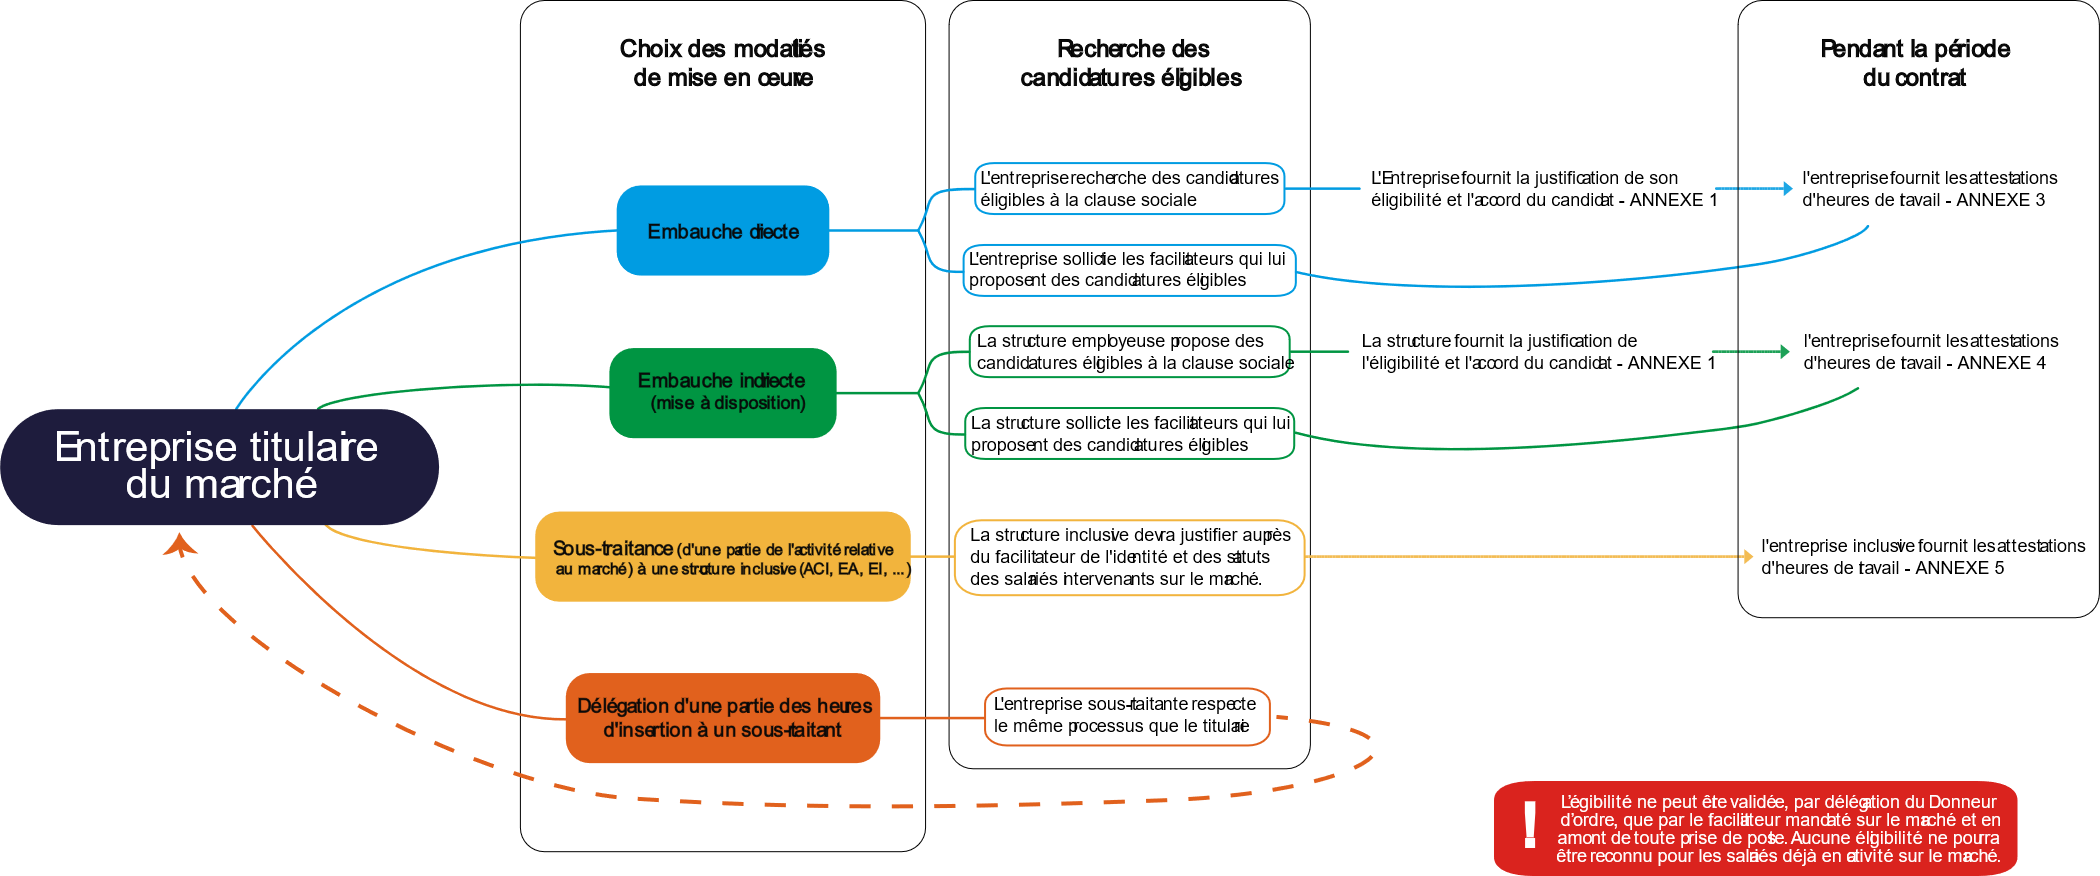 Choix des modalités
de mise en œuvre
Recherche des
candidatures éligibles
Pendant la période
du contrat
Entreprise titulaire
du marché
Embauche directe
L'entreprise recherche des candidatures
éligibles à la clause sociale
L'Entreprise fournit la justification de son
éligibilité et l'accord du candidat - ANNEXE 1
l'entreprise fournit les attestations
d'heures de travail - ANNEXE 3
L'entreprise sollicite les facilitateurs qui lui
proposent des candidatures éligibles
Embauche indirecte
(mise à disposition)
La structure employeuse propose des
candidatures éligibles à la clause sociale
La structure fournit la justification de
l'éligibilité et l'accord du candidat - ANNEXE 1
l'entreprise fournit les attestations
d'heures de travail - ANNEXE 4
La structure sollicte les facilitateurs qui lui
proposent des candidatures éligibles
Sous-traitance (d'une partie de l'activité relative
au marché) à une structure inclusive (ACI, EA, EI, ...)
La structure inclusive devra justifier auprès
du facilitateur de l'identité et des statuts
des salariés intervenants sur le marché.
l'entreprise inclusive fournit les attestations
d'heures de travail - ANNEXE 5
Délégation d'une partie des heures
d'insertion à un sous-traitant
L'entreprise sous-traitante respecte
le même processus que le titulaire
!
L'égibilité ne peut être validée, par délégation du Donneur
d'ordre, que par le facilitateur mandaté sur le marché et en
amont de toute prise de poste. Aucune éligibilité ne pourra
être reconnu pour les salariés déjà en activité sur le marché.